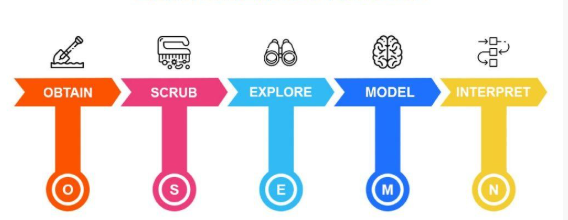 OBTAIN SCRUB EXPLORE MODEL INTERPRET
O S E M N